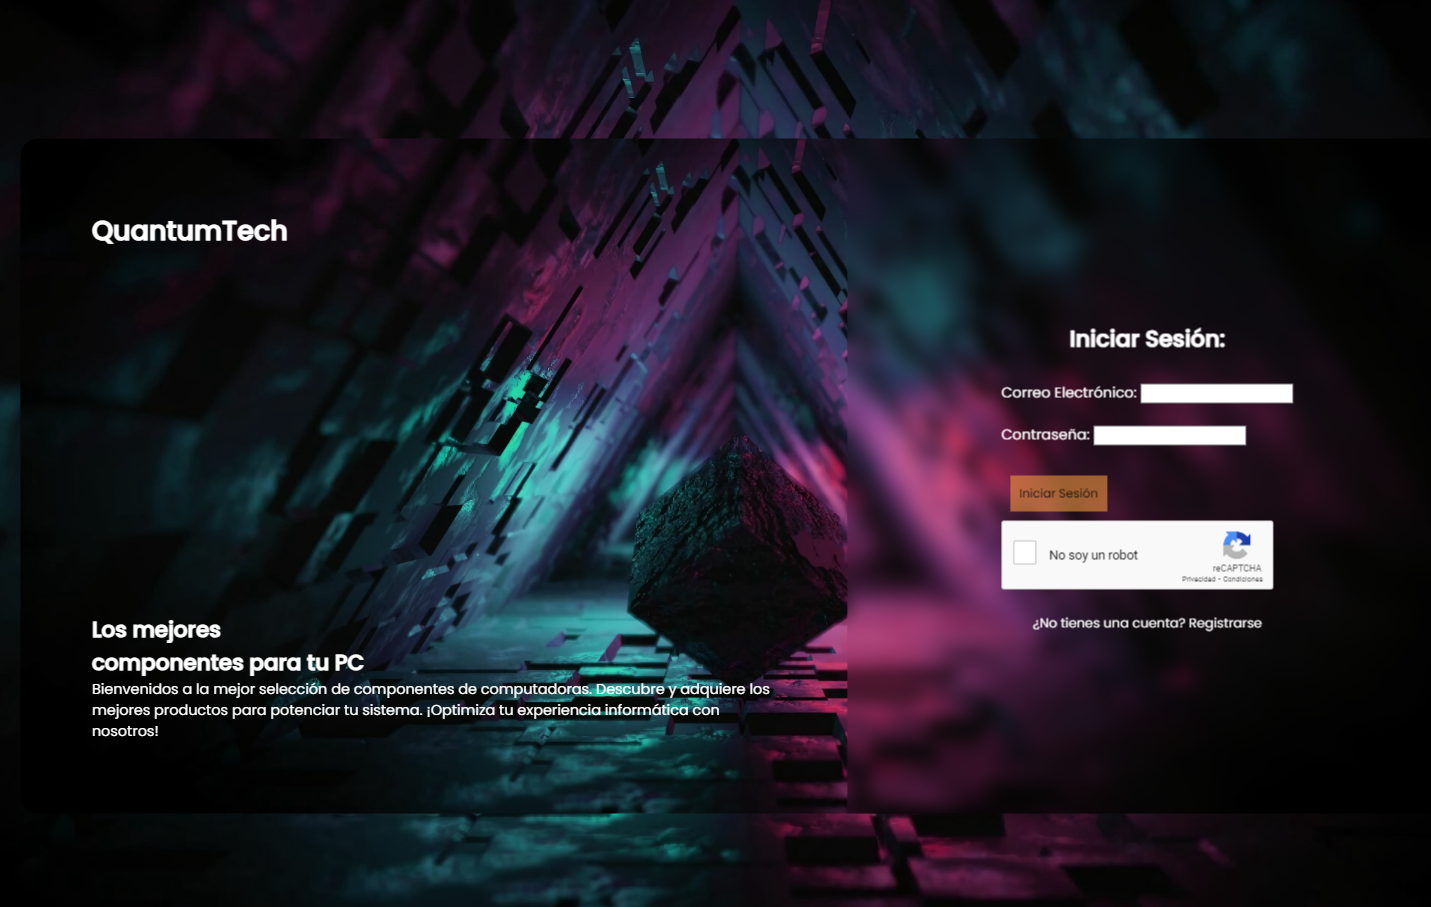 QuantumTech
Los mejores
componentes para tu PC
Bienvenidos a la mejor selección de componentes de computadoras. Descubre y adquiere los
mejores productos para potenciar tu sistema. ¡Optimiza tu experiencia informática con
nosotros!
Iniciar Sesión:
Correo Electrónico:
Contraseña:
Iniciar Sesión
No soy un robot
reCAPTCHA
Privacidad - Condiciones
¿No tienes una cuenta? Registrarse